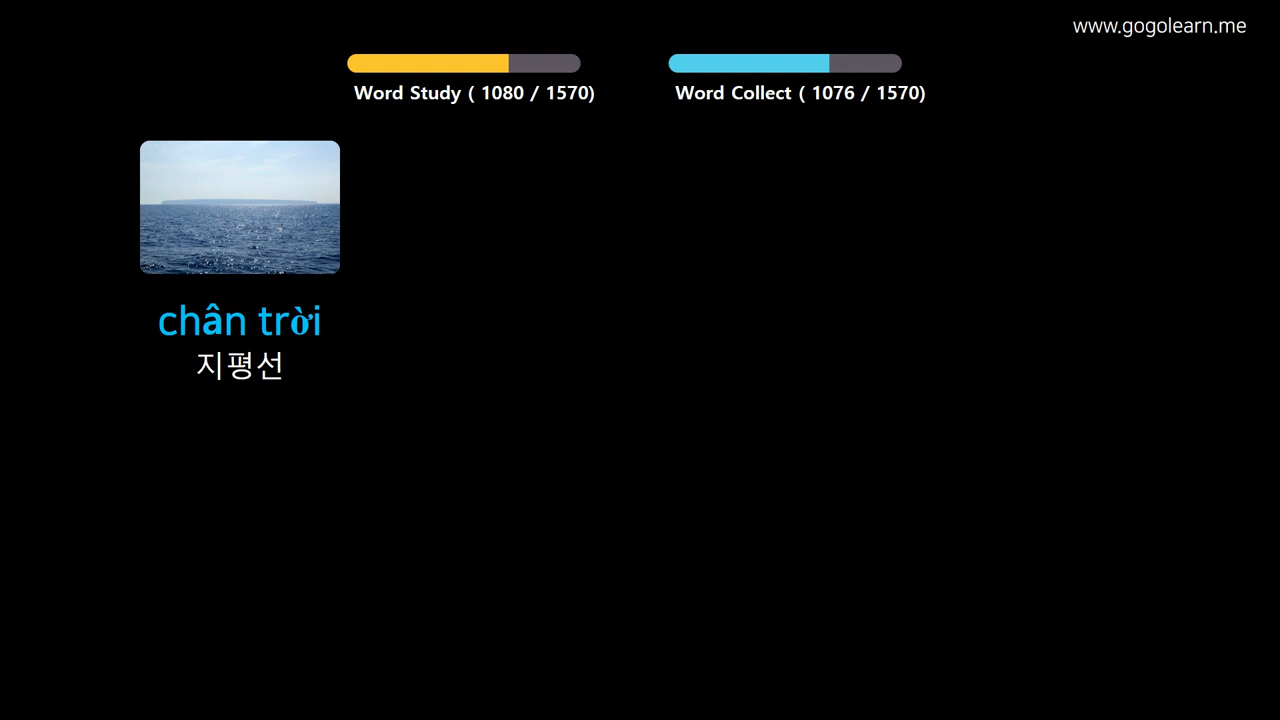 www.gogolearn.me
Word Study ( 1080 / 1570)
Word Collect ( 1076 / 1570)
chân trời
지평선